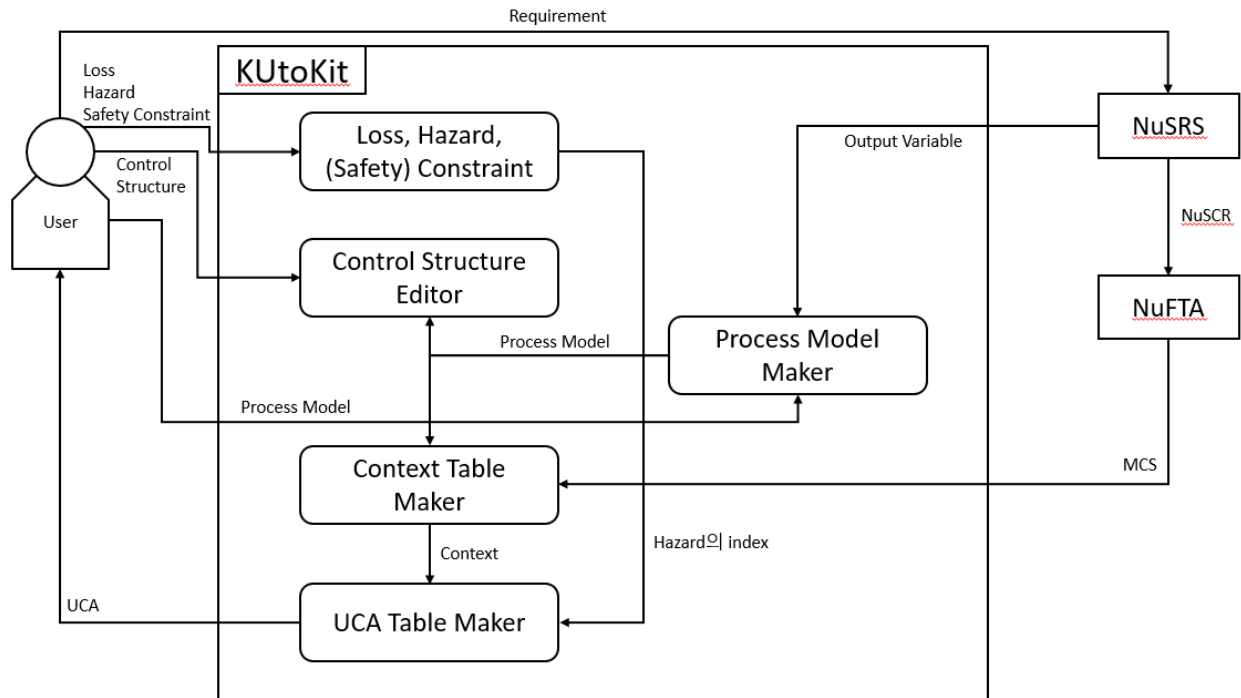 Requirement
KUtoKit
Loss
Hazard
Safety Constraint
Loss, Hazard,
(Safety) Constraint
NuSRS
Output Variable
Control
Structure
User
NuSCR
Control Structure
Editor
NuFTA
Process Model
Process Model
Maker
Process Model
Context Table
Maker
MCS
Hazard의 index
Context
UCA
UCA Table Maker